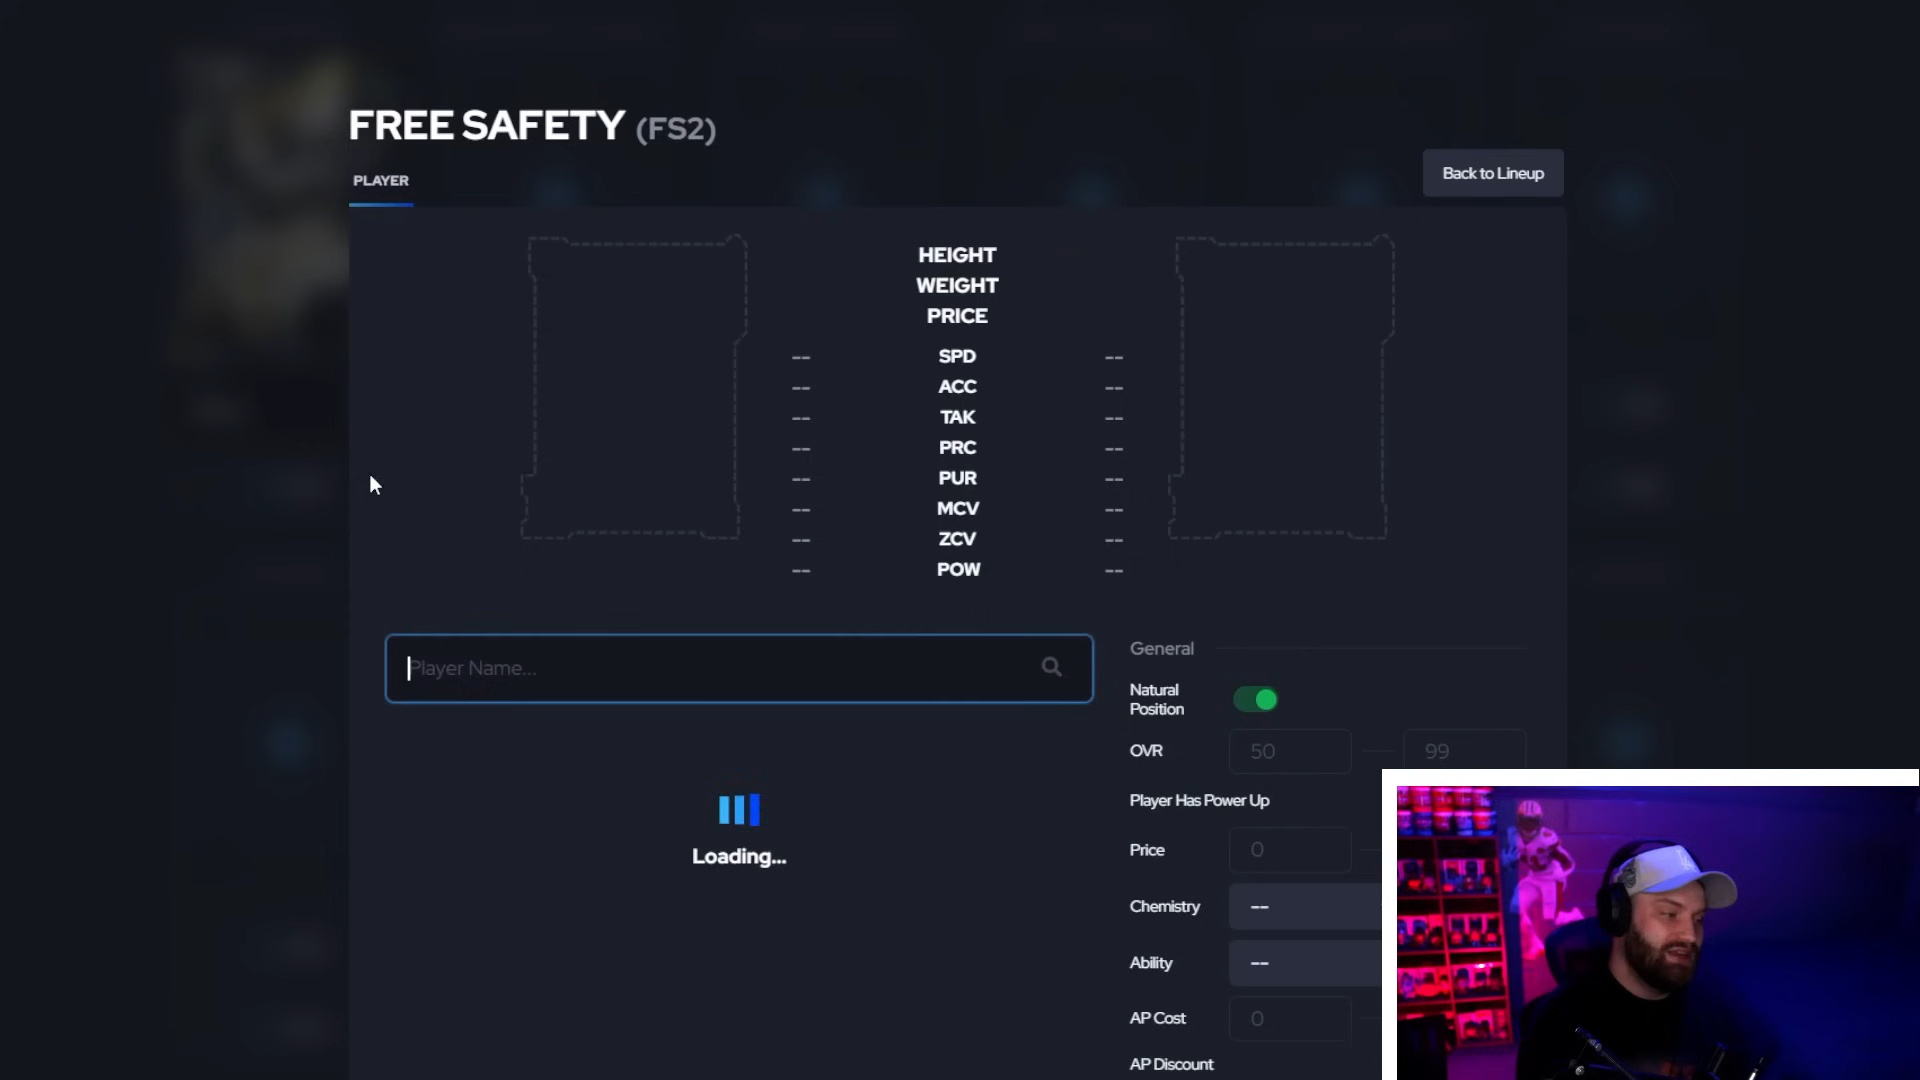 FREE SAFETY (FS2)
PLAYER
Back to Lineup
HEIGHT
WEIGHT
PRICE
-- SPD --
-- ACC --
-- TAK --
-- PRC --
-- PUR --
-- MCV --
-- ZCV --
-- POW --
Player Name...
Loading...
General
Natural
Position
OVR 50 99
Player Has Power Up
Price 0
Chemistry --
Ability --
AP Cost 0
AP Discount